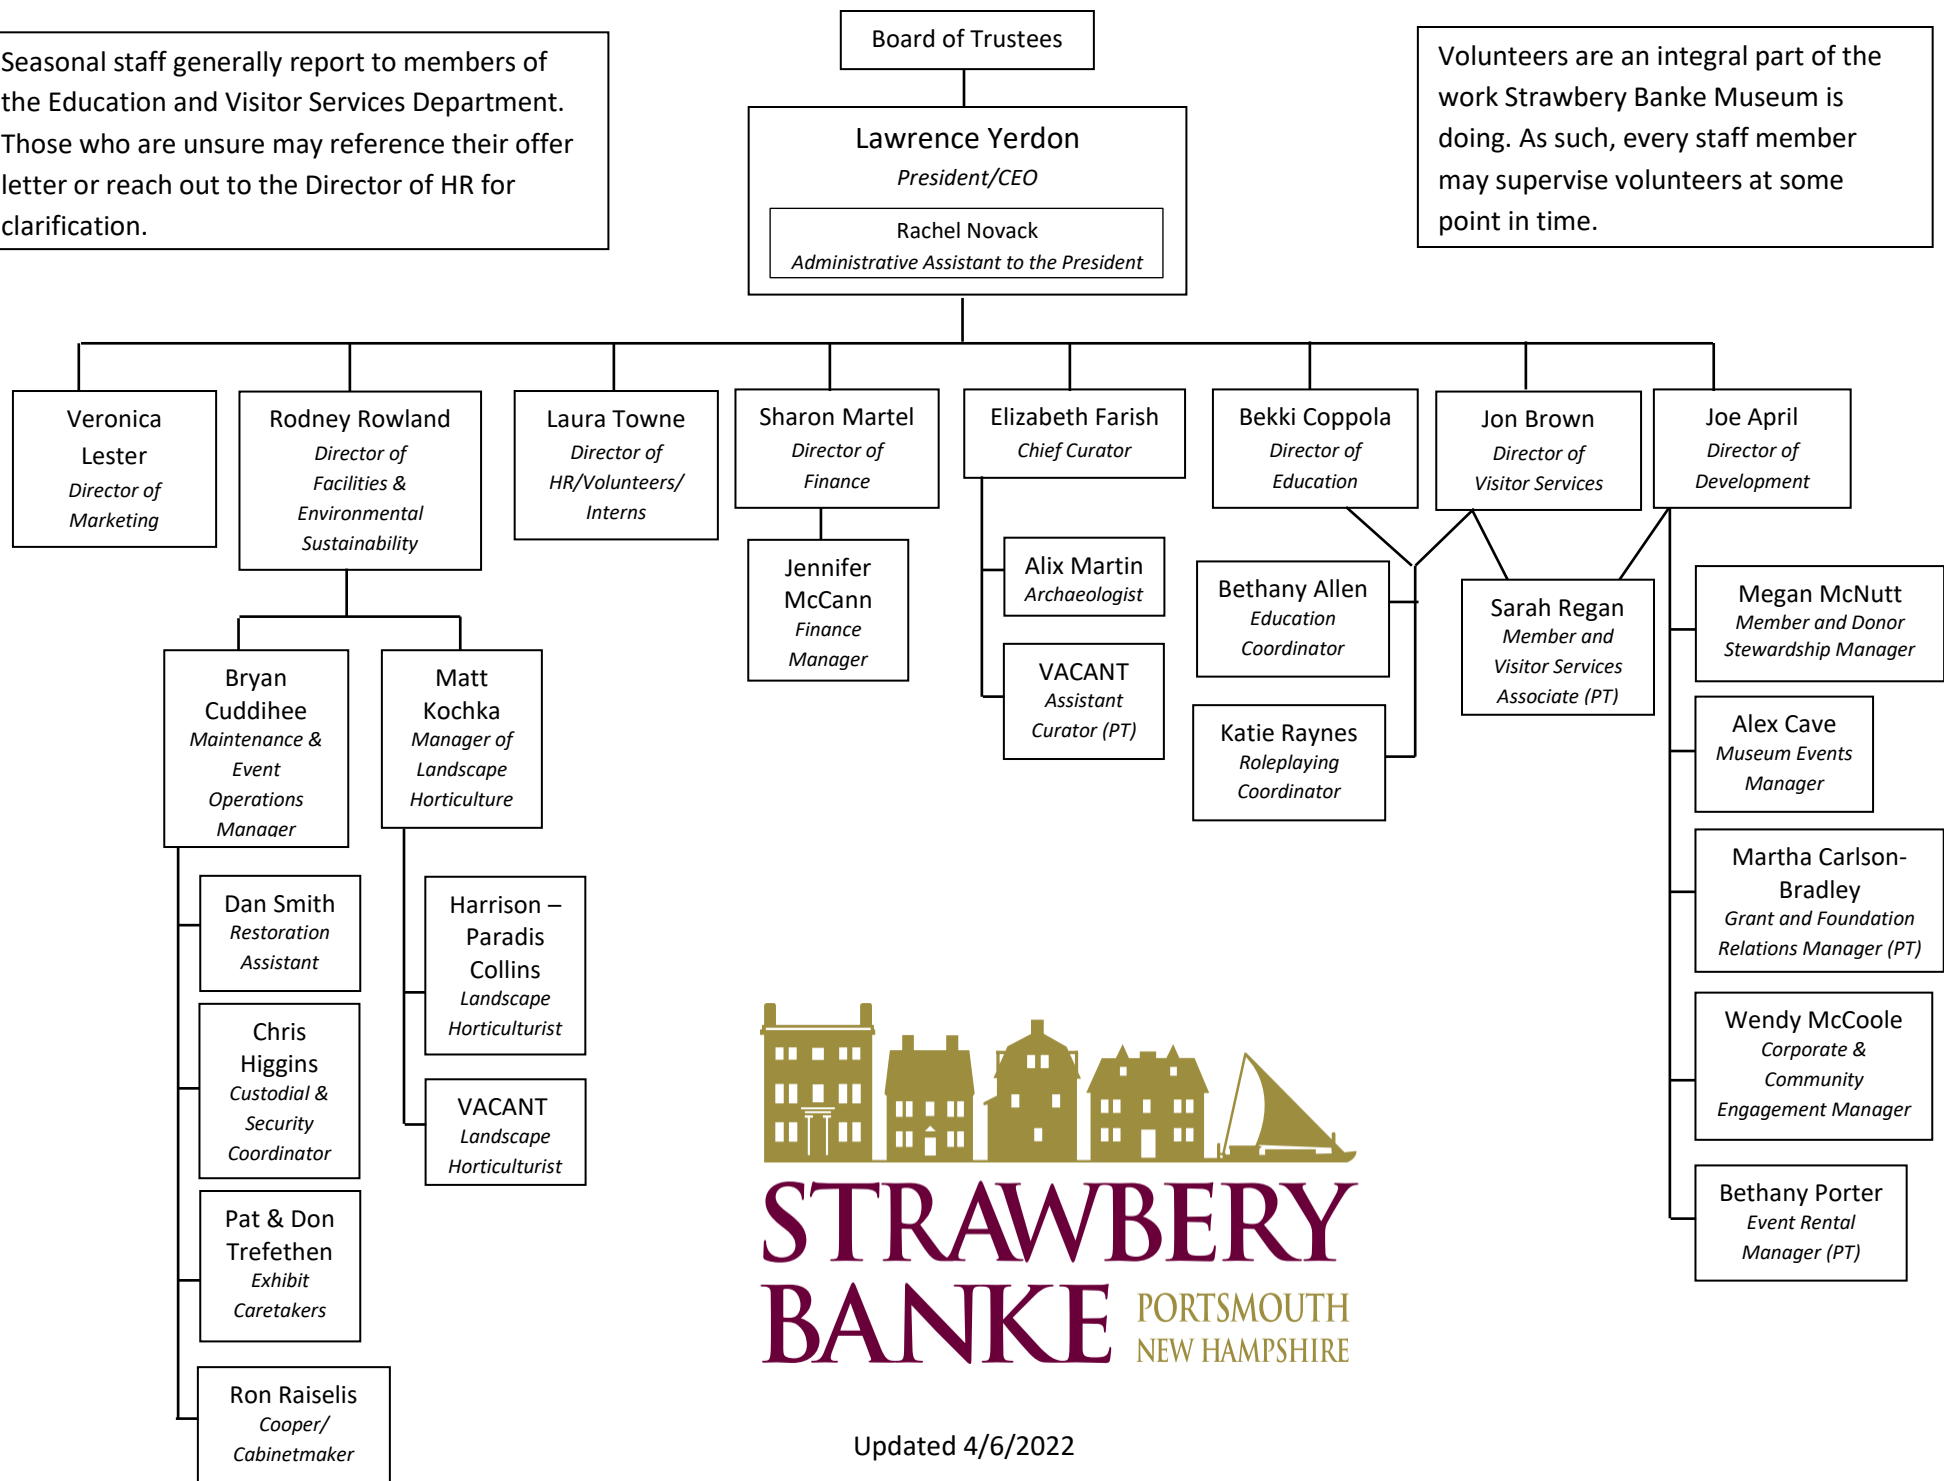 Seasonal staff generally report to members of
the Education and Visitor Services Department.
Those who are unsure may reference their offer
letter or reach out to the Director of HR for
clarification.
Board of Trustees
Lawrence Yerdon
President/CEO
Rachel Novack
Administrative Assistant to the President
Volunteers are an integral part of the
work Strawbery Banke Museum is
doing. As such, every staff member
may supervise volunteers at some
point in time.
Veronica
Lester
Director of
Marketing
Rodney Rowland
Director of
Facilities &
Environmental
Sustainability
Laura Towne
Director of
HR/Volunteers/
Interns
Sharon Martel
Director of
Finance
Elizabeth Farish
Chief Curator
Bekki Coppola
Director of
Education
Jon Brown
Director of
Visitor Services
Joe April
Director of
Development
Bryan
Cuddihee
Maintenance &
Event
Operations
Manager
Matt
Kochka
Manager of
Landscape
Horticulture
Jennifer
McCann
Finance
Manager
Alix Martin
Archaeologist
VACANT
Assistant
Curator (PT)
Bethany Allen
Education
Coordinator
Katie Raynes
Roleplaying
Coordinator
Sarah Regan
Member and
Visitor Services
Associate (PT)
Megan McNutt
Member and Donor
Stewardship Manager
Alex Cave
Museum Events
Manager
Martha Carlson-
Bradley
Grant and Foundation
Relations Manager (PT)
Wendy McCoole
Corporate &
Community
Engagement Manager
Bethany Porter
Event Rental
Manager (PT)
Dan Smith
Restoration
Assistant
Chris
Higgins
Custodial &
Security
Coordinator
Pat & Don
Trefethen
Exhibit
Caretakers
Ron Raiselis
Cooper/
Cabinetmaker
Harrison –
Paradis
Collins
Landscape
Horticulturist
VACANT
Landscape
Horticulturist
STRAWBERY
BANKE
PORTSMOUTH
NEW HAMPSHIRE
Updated 4/6/2022